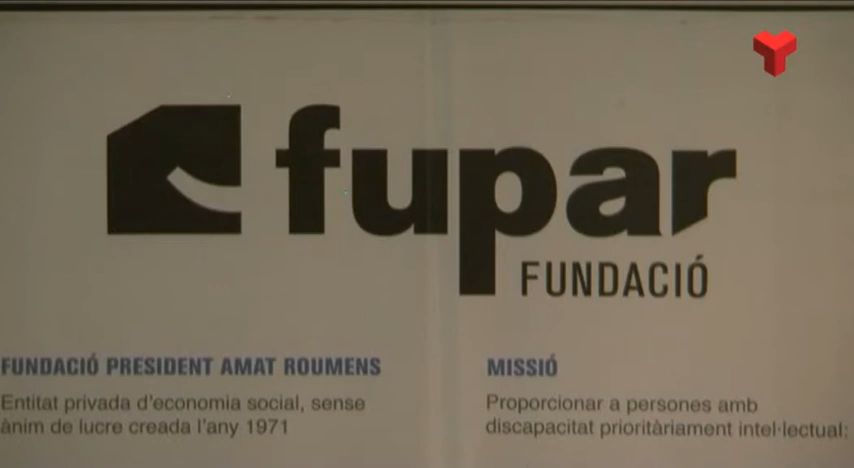 fupar
FUNDACIÓ
FUNDACIÓ PRESIDENT AMAT ROUMENS
Entitat privada d'economia social, sense
ànim de lucre creada l'any 1971
MISSIÓ
Proporcionar a persones amb
discapacitat prioritàriament intel·lectual: